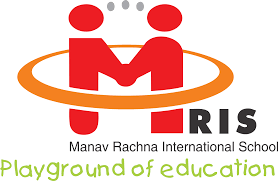 MRIS
Manav Rachna International School
Playground of education